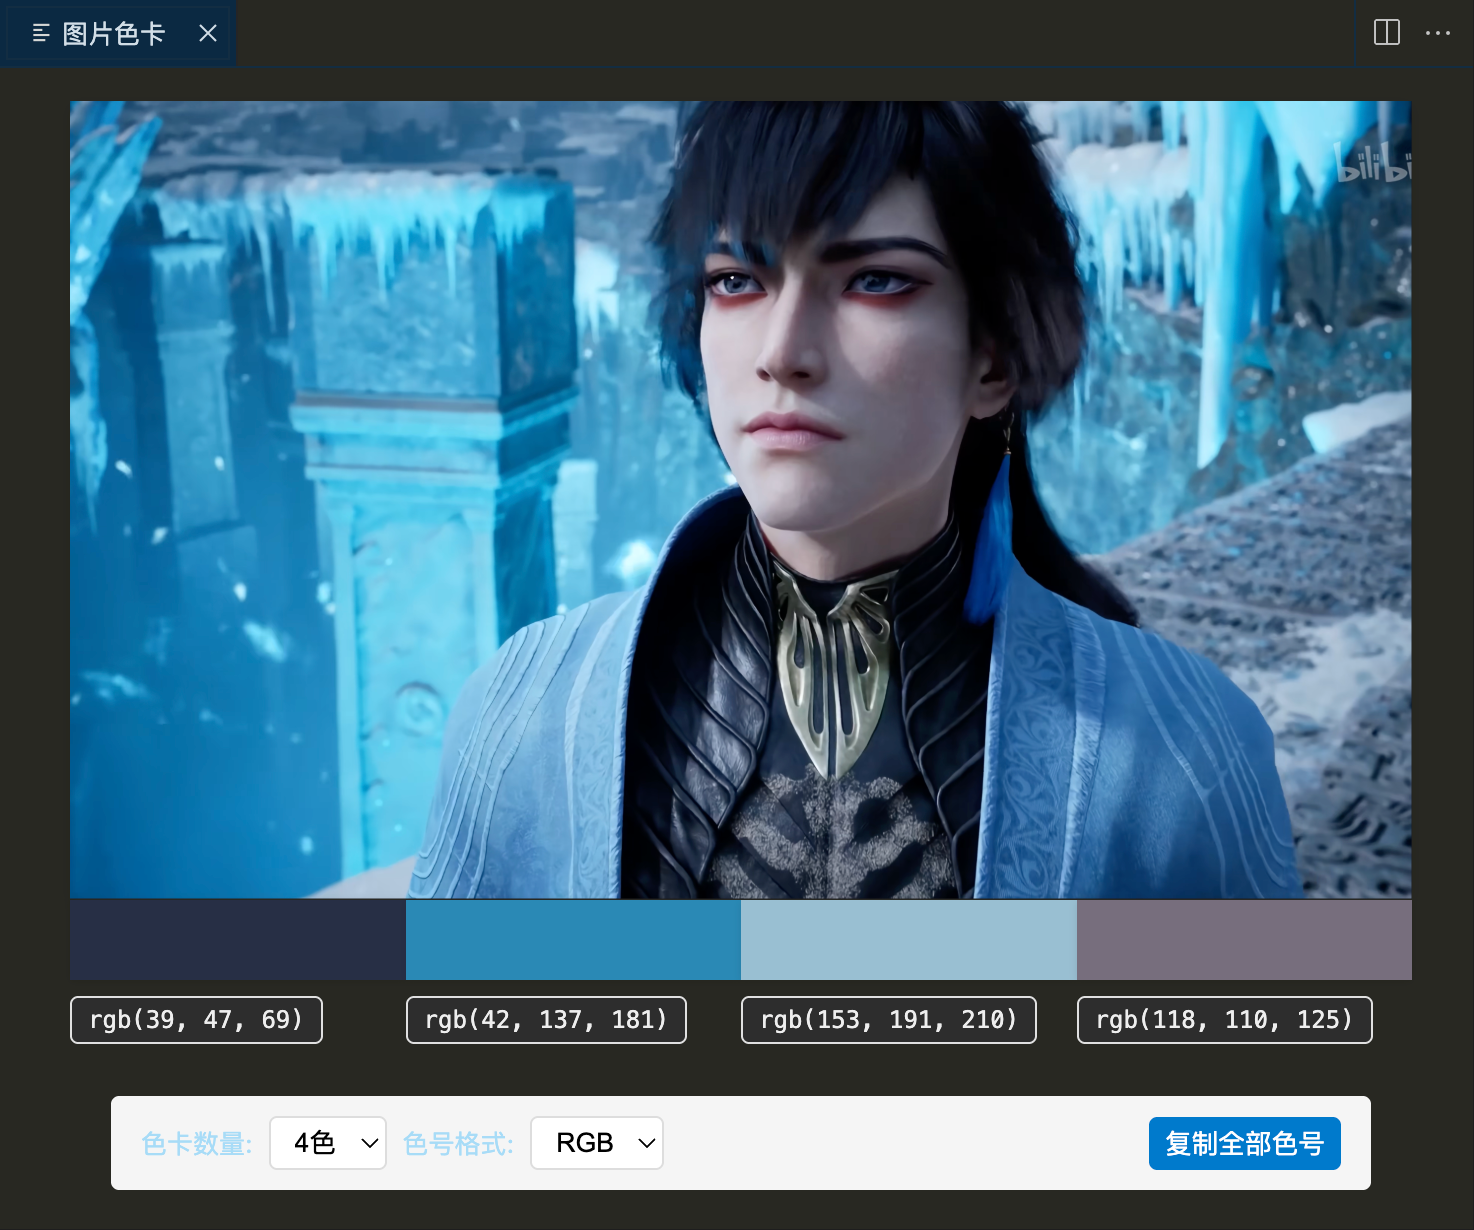 图片色卡
bilibi
rgb(39, 47, 69)
rgb(42, 137, 181)
rgb(153, 191, 210)
rgb(118, 110, 125)
色卡数量: 4色 色号格式: RGB 复制全部色号